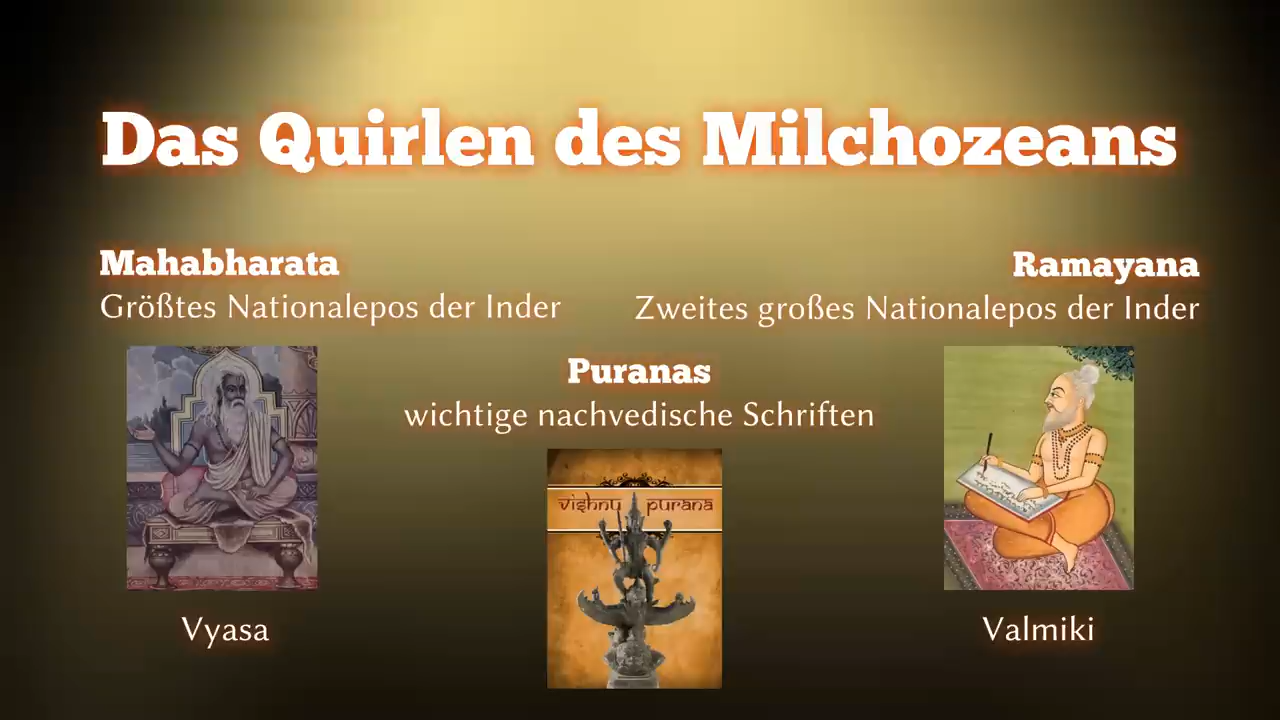 Das Quirlen des Milchozeans
Mahabharata
Größtes Nationalepos der Inder
Ramayana
Zweites großes Nationalepos der Inder
Puranas
wichtige nachvedische Schriften
vishnu purana
Vyasa
Valmiki